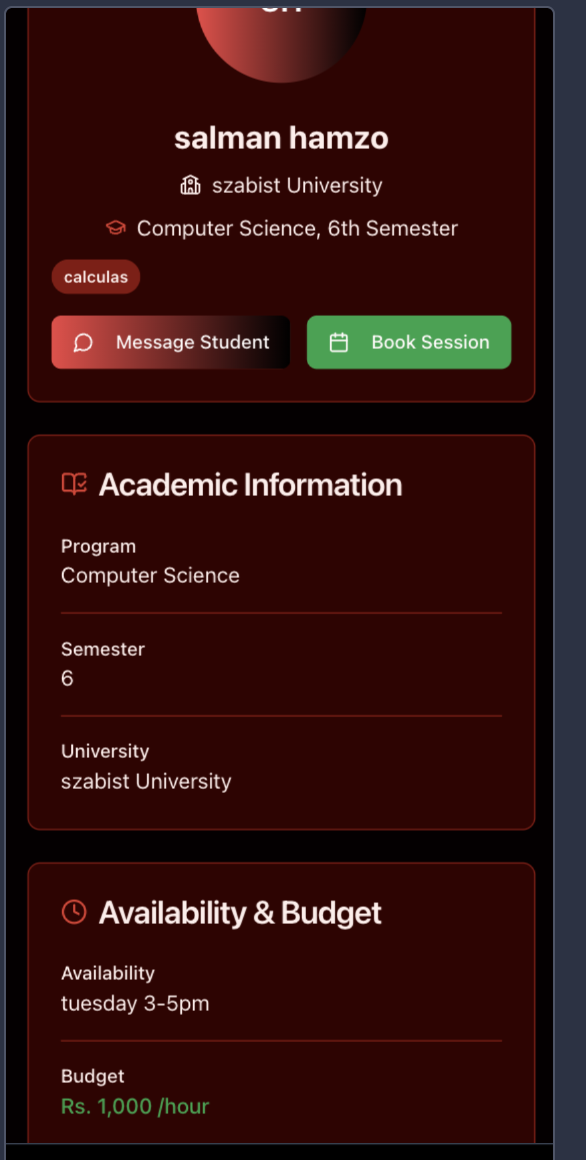 salman hamzo
szabist University
Computer Science, 6th Semester
calculas
Message Student
Book Session
Academic Information
Program
Computer Science
Semester
6
University
szabist University
Availability & Budget
Availability
tuesday 3-5pm
Budget
Rs. 1,000 /hour